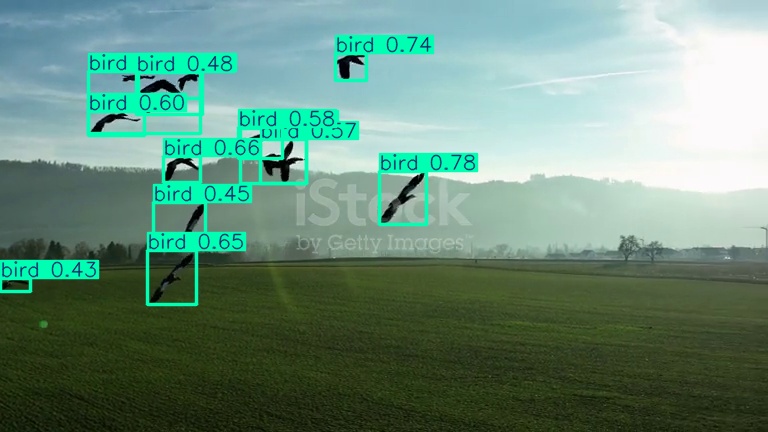 bird 0.74
bird 0.48
bird
bird 0.60
bird 0.58
bird 0.57
bird 0.66
bird 0.78
bird 0.45
iStock
by Getty Images
bird 0.65
bird 0.43